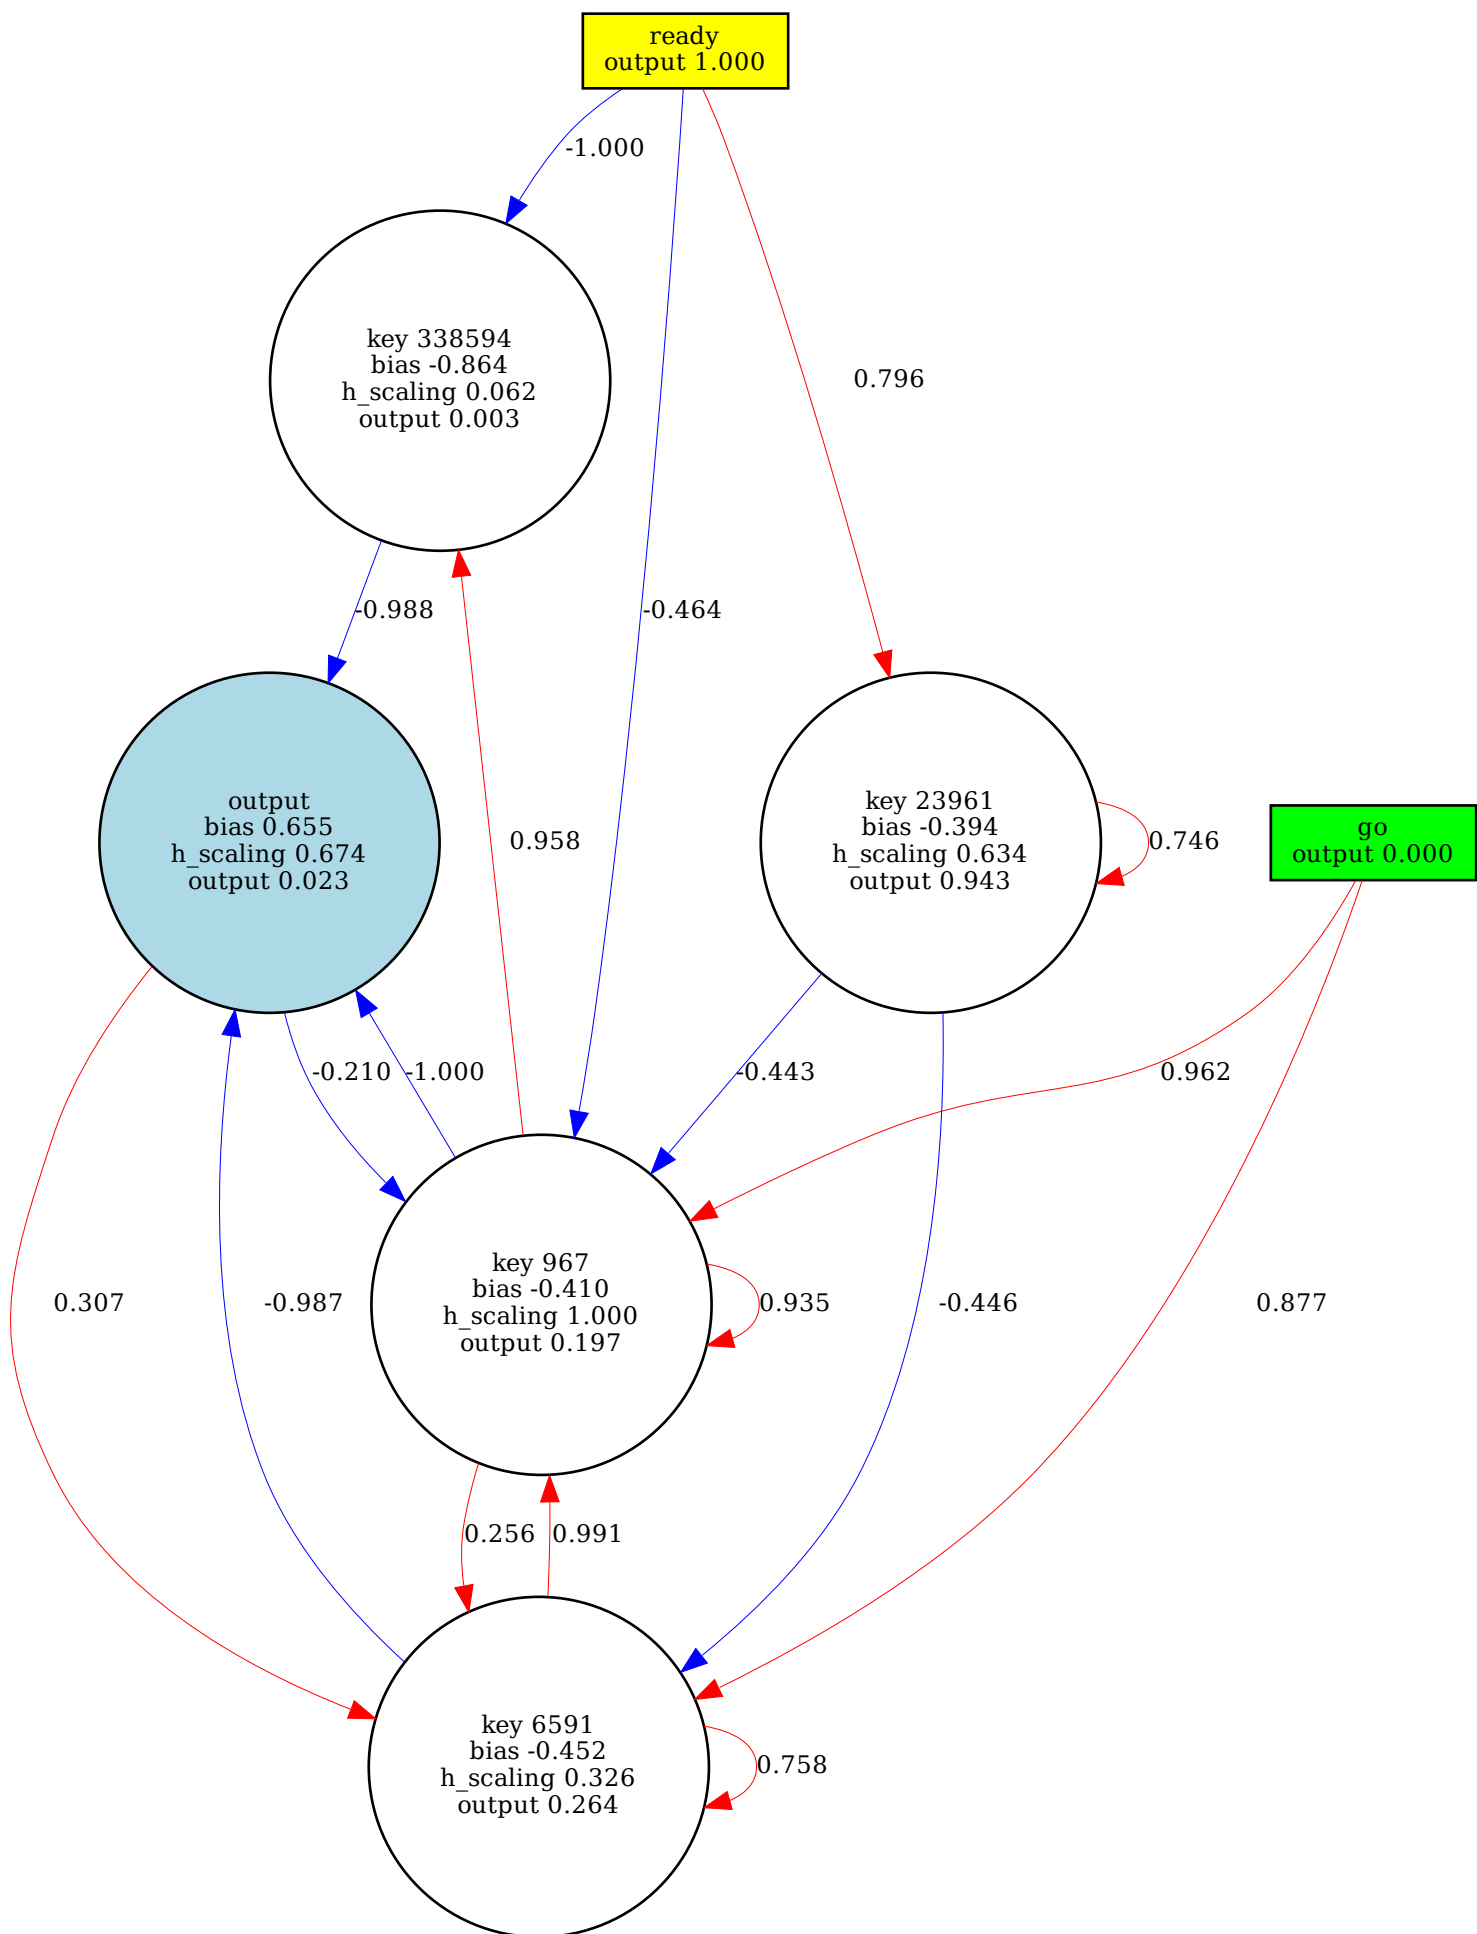 ready
output 1.000
-1.000
key 338594
bias -0.864
h_scaling 0.062
output 0.003
0.796
-0.988
-0.464
output
bias 0.655
h_scaling 0.674
output 0.023
0.958
key 23961
bias -0.394
h_scaling 0.634
output 0.943
0.746
go
output 0.000
-0.210
-1.000
-0.443
0.962
key 967
bias -0.410
h_scaling 1.000
output 0.197
0.307
-0.987
0.935
-0.446
0.877
0.256
0.991
key 6591
bias -0.452
h_scaling 0.326
output 0.264
0.758